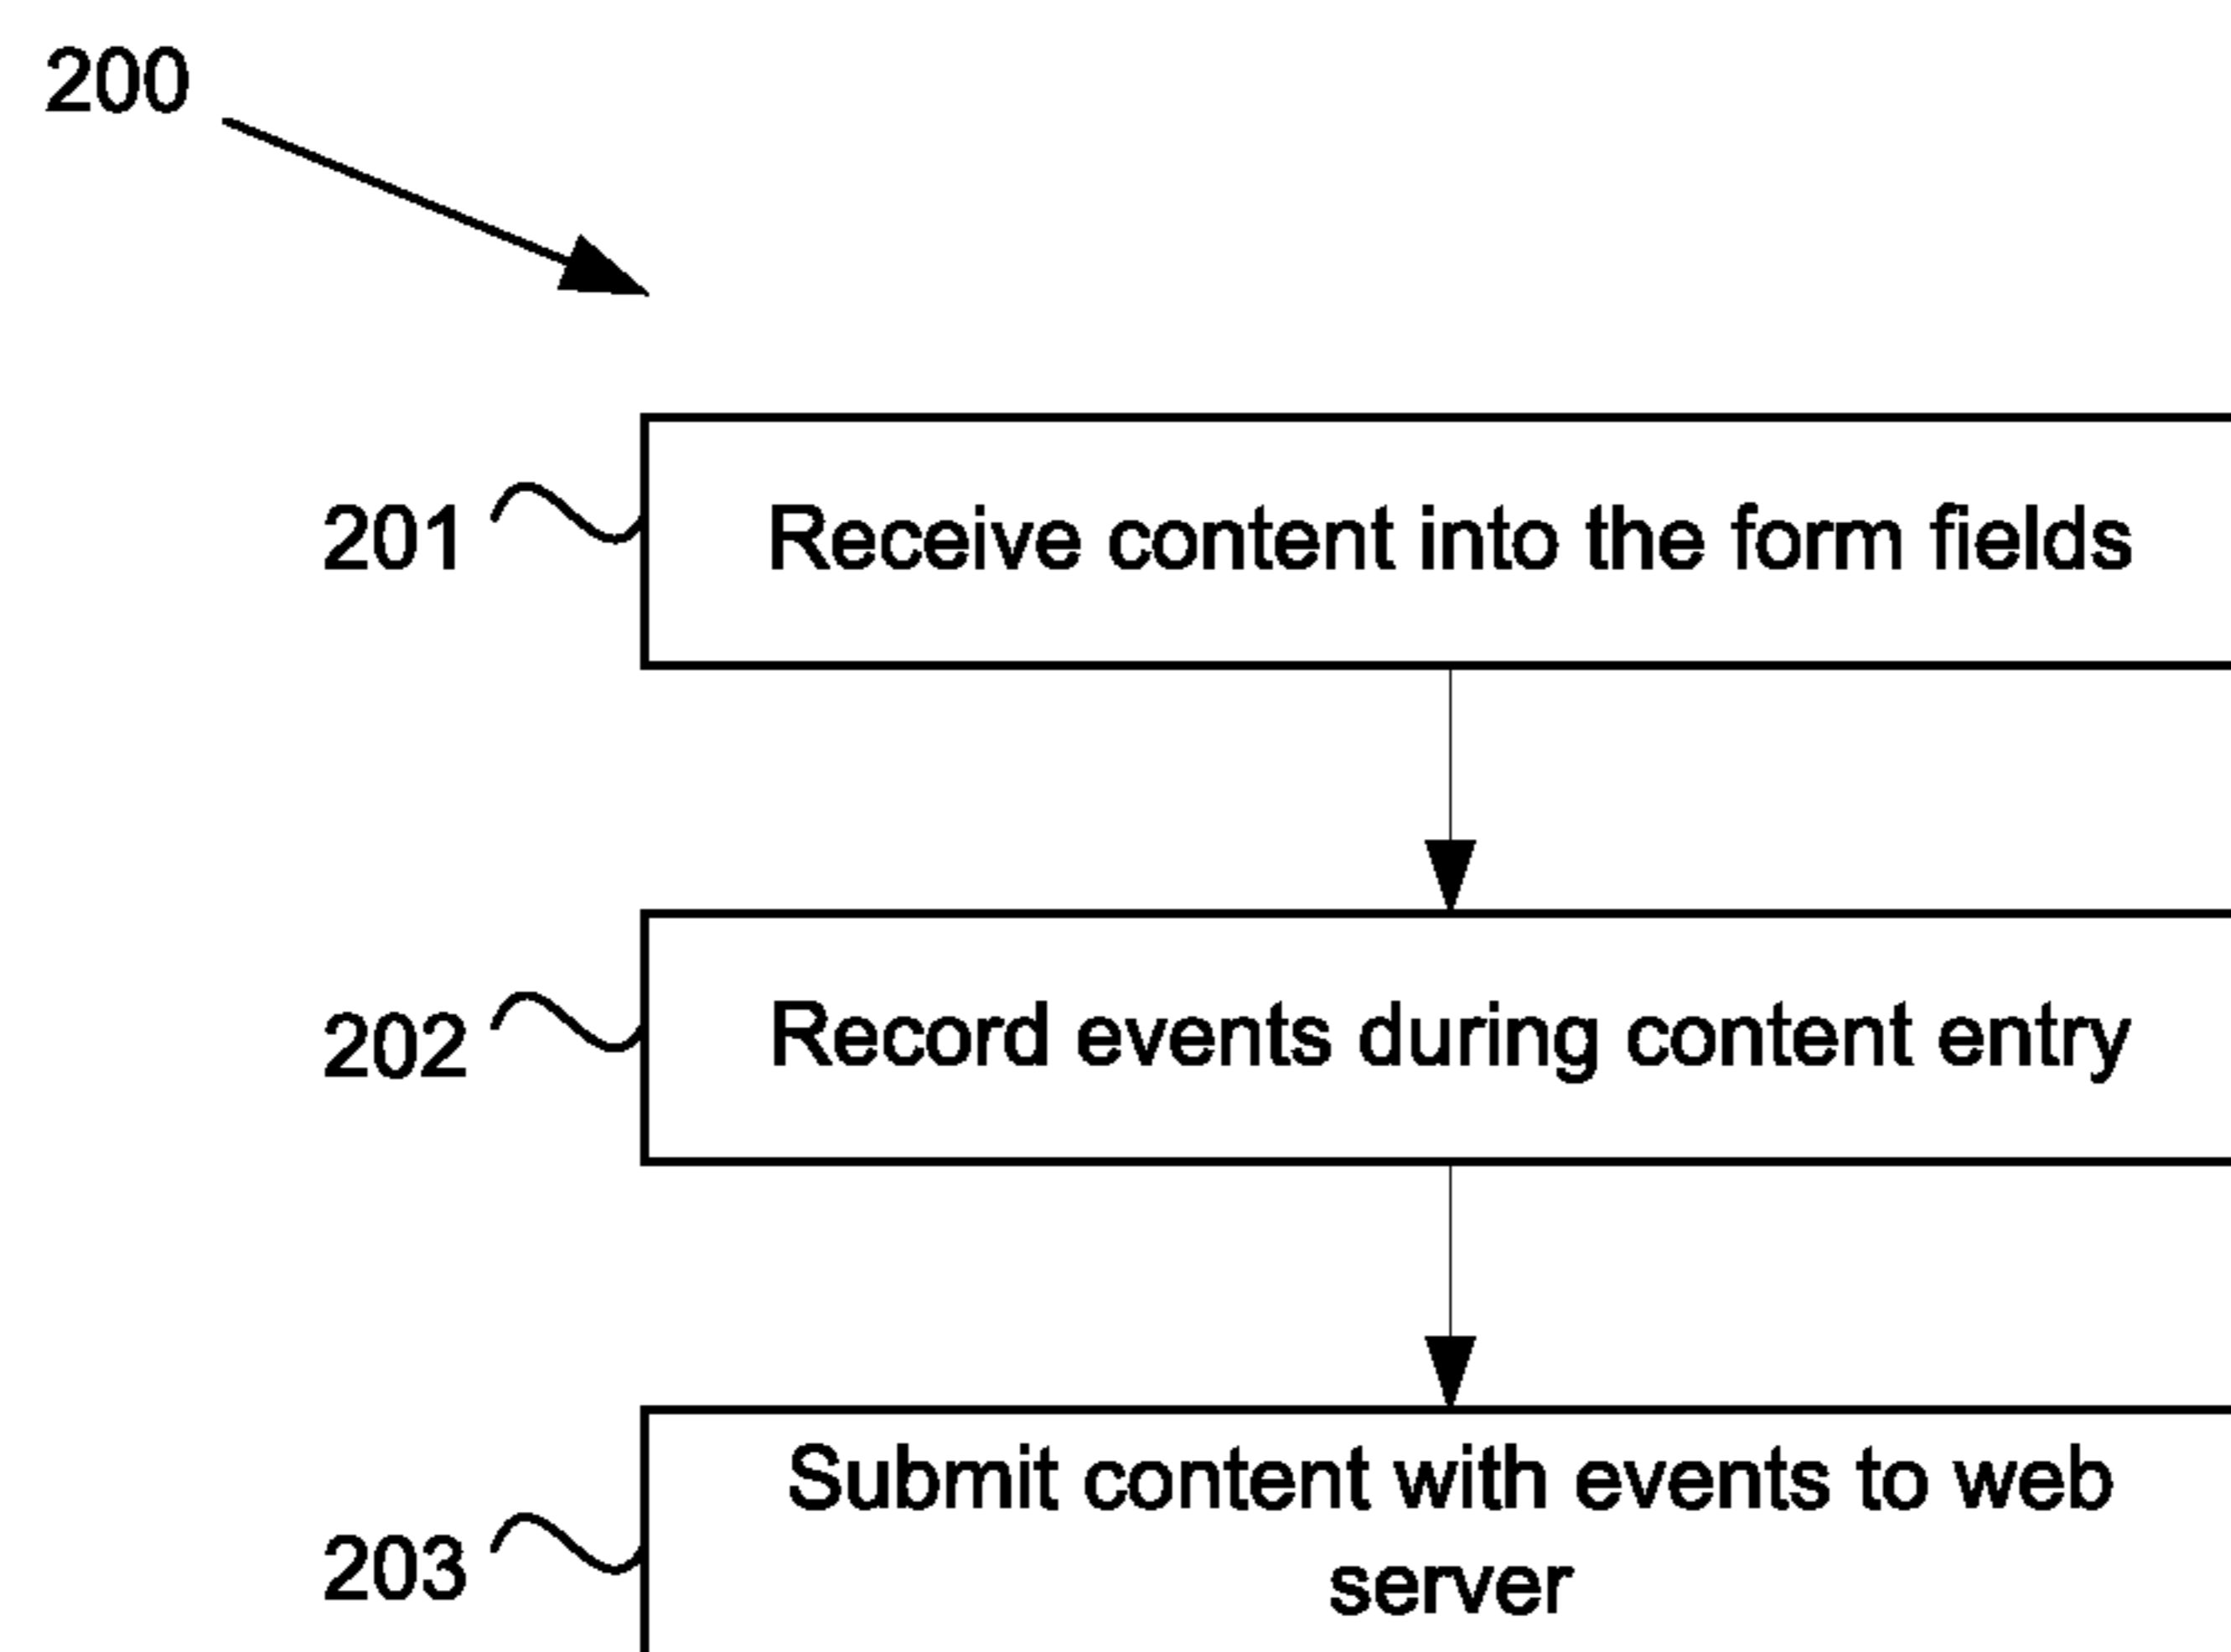 200
201
Receive content into the form fields
202
Record events during content entry
203
Submit content with events to web
server